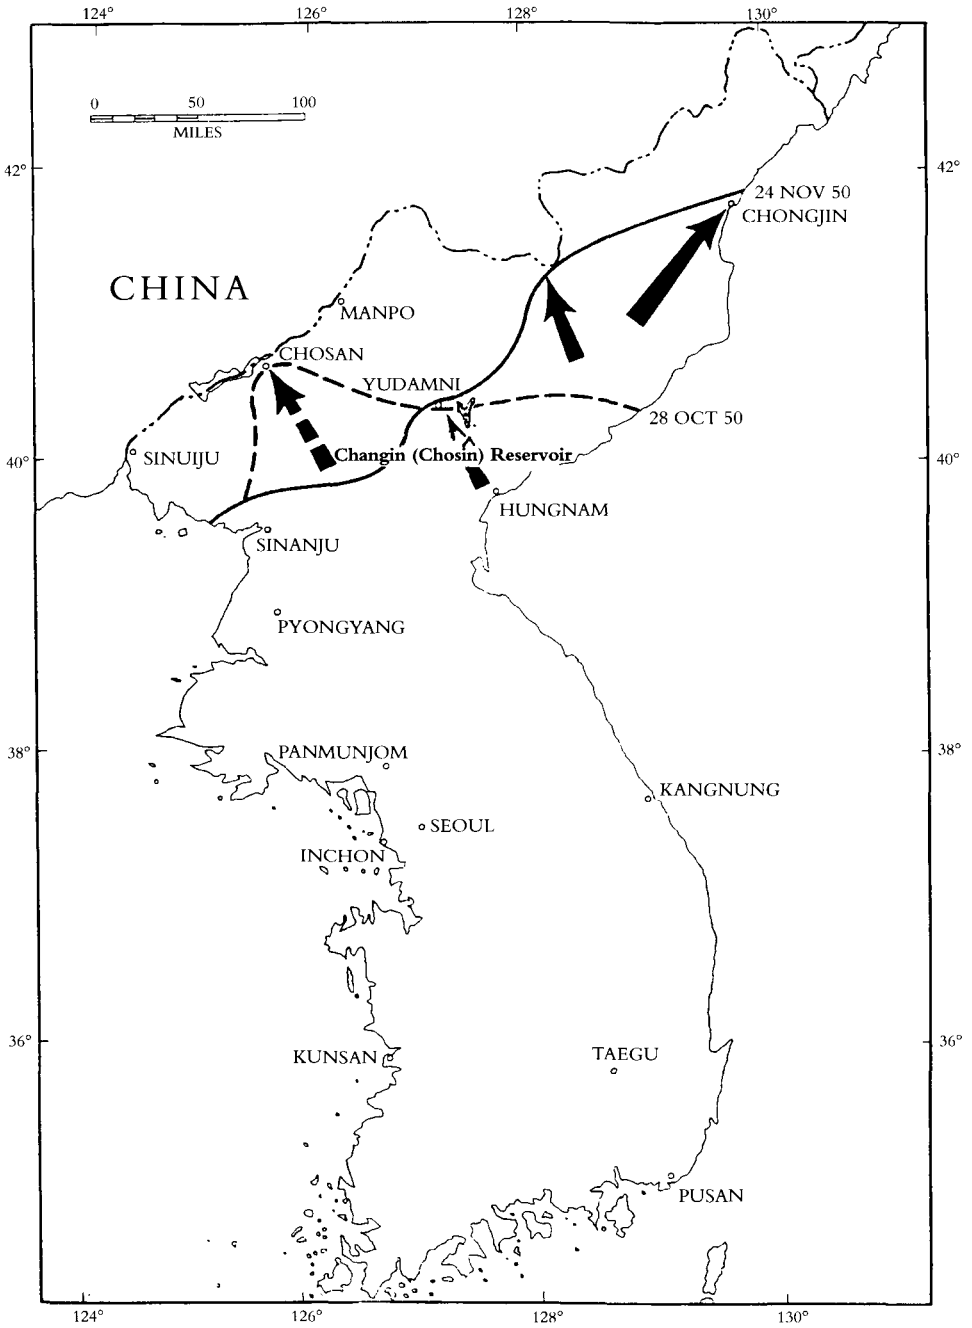 124°
126°
128°
130°
0 50 100
MILES
42°
42°
24 NOV 50
CHONGJIN
CHINA
MANPO
CHOSAN
YUDAMNI
28 OCT 50
Changin (Chosin) Reservoir
40°
SINUIJU
40°
HUNGNAM
SINANJU
PYONGYANG
38°
PANMUNJOM
38°
KANGNUNG
SEOUL
INCHON
36°
36°
KUNSAN
TAEGU
PUSAN
124°
126°
128°
130°